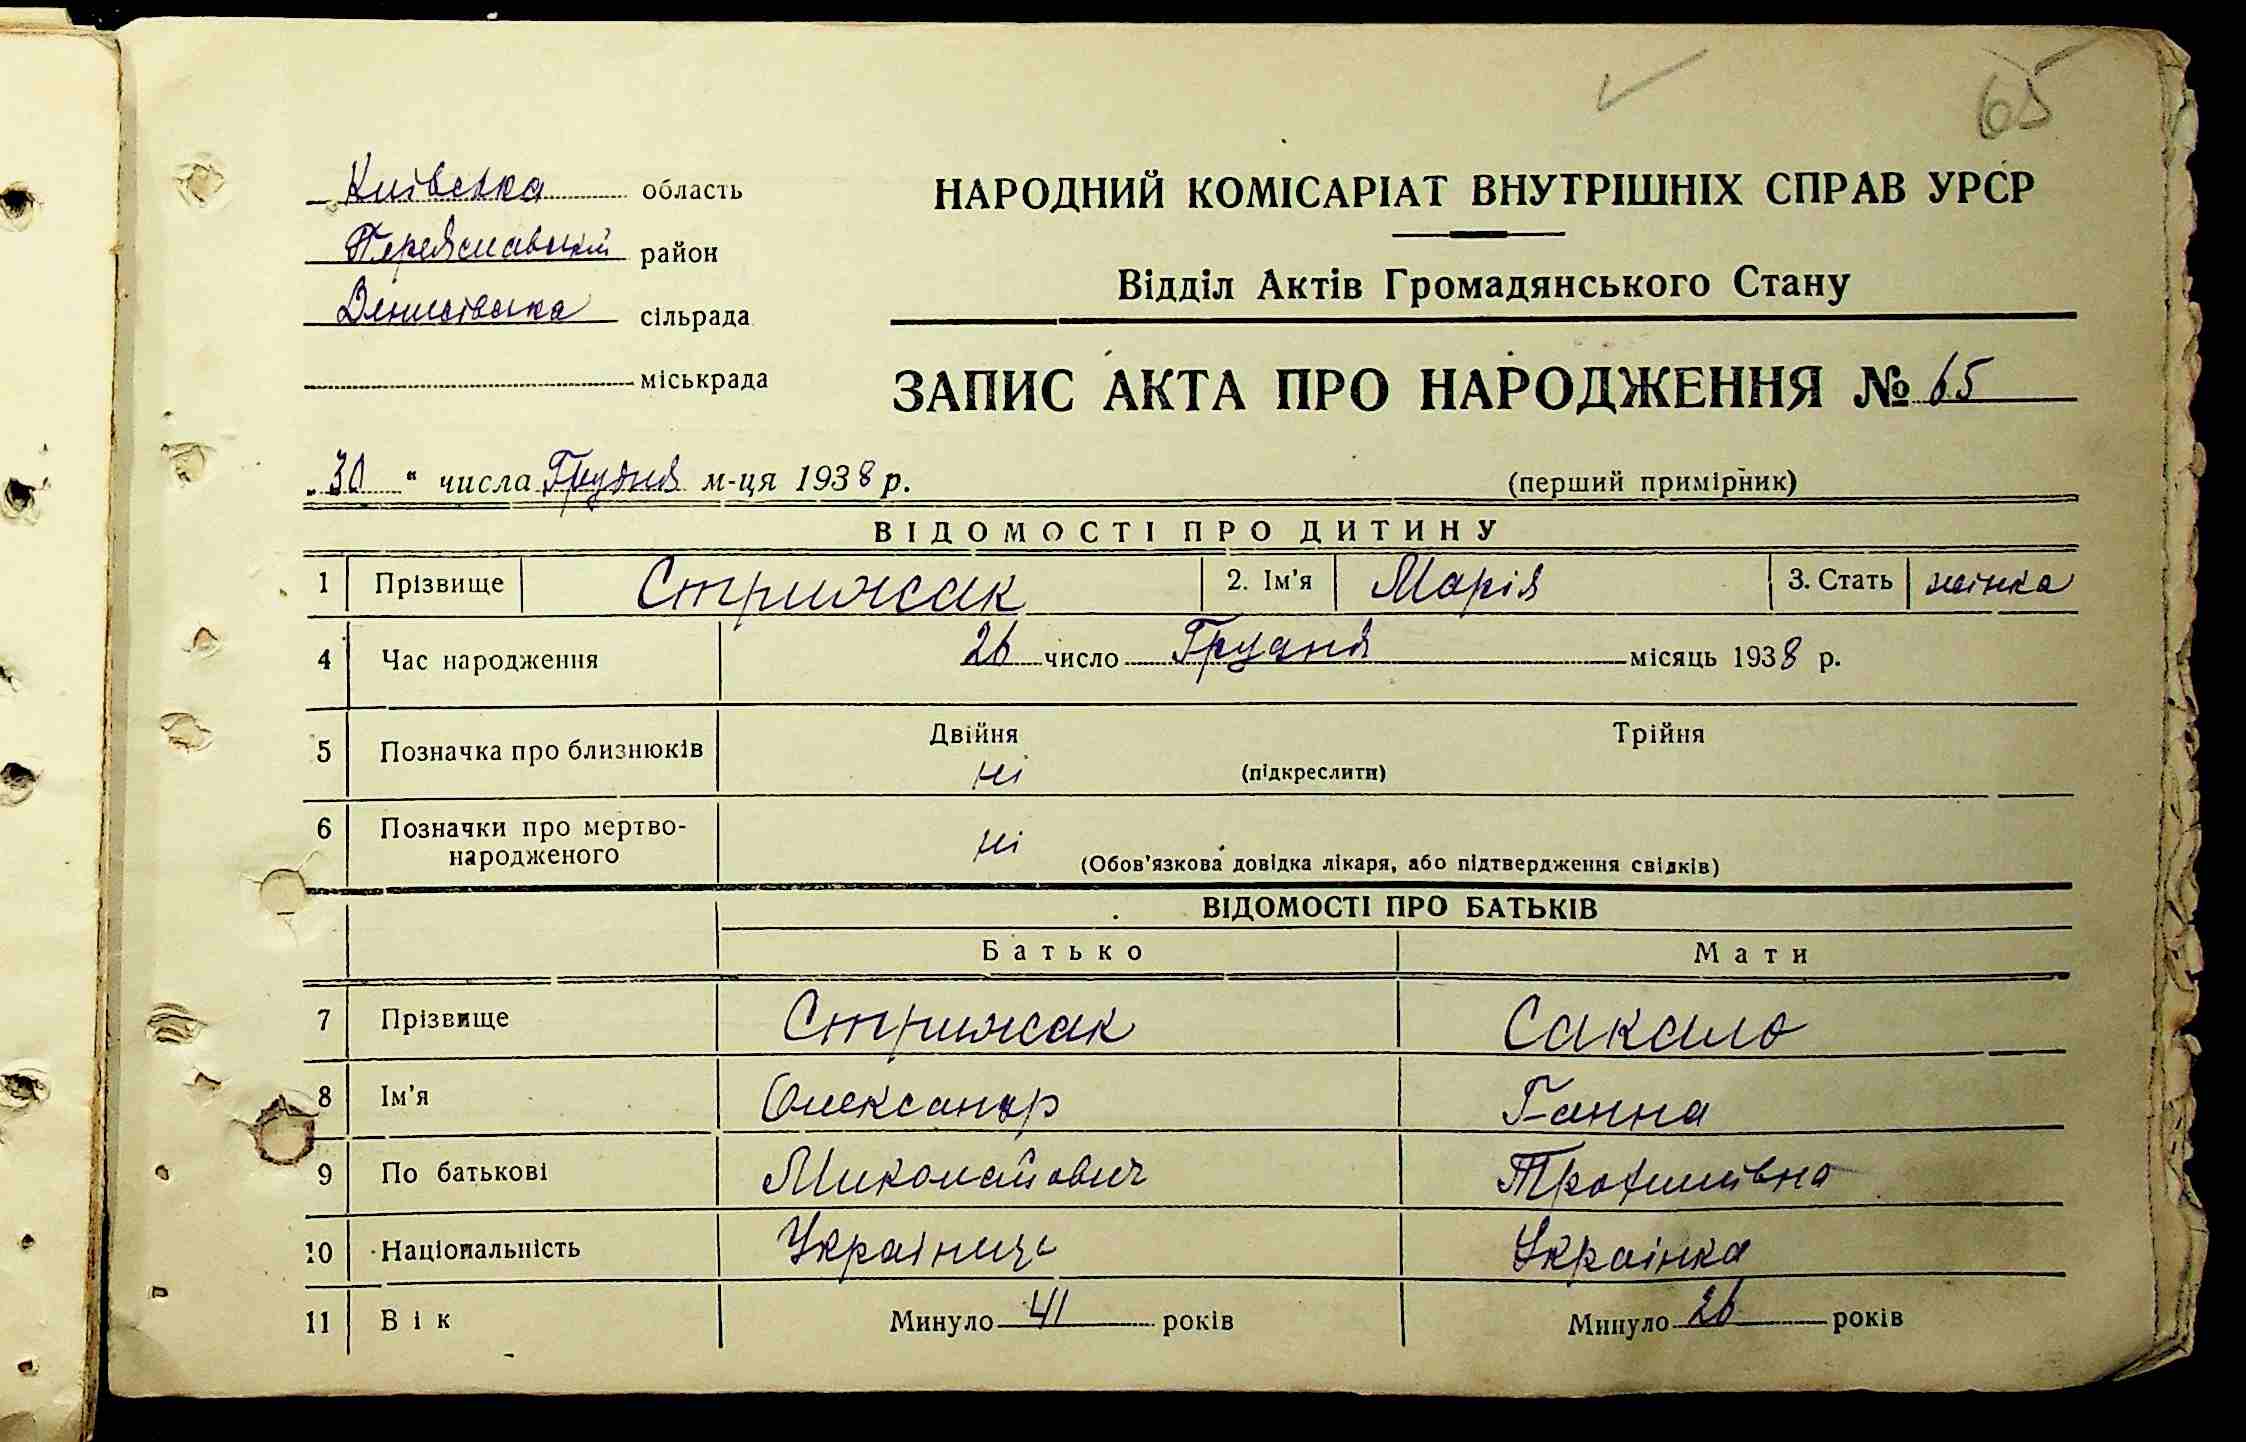 65
Київська область
Переяславський район
Дениська сільрада
міськрада
НАРОДНИЙ КОМІСАРІАТ ВНУТРІШНІХ СПРАВ УРСР
Відділ Актів Громадянського Стану
ЗАПИС АКТА ПРО НАРОДЖЕННЯ № 65
„30“ числа Грудня м-ця 1938 р.
(перший примірник)
ВІДОМОСТІ ПРО ДИТИНУ
1 Прізвище Стрижак 2. Ім'я Марія 3. Стать жінка
4 Час народження 26 число Грудня місяць 1938 р.
5 Позначка про близнюків Двійня Трійня
ні (підкреслити)
6 Позначки про мертво-
народженого ні (Обов'язкова довідка лікаря, або підтвердження свідків)
ВІДОМОСТІ ПРО БАТЬКІВ
Батько Мати
7 Прізвище Стрижак Сакало
8 Ім'я Олександр Ганна
9 По батькові Миколайович Трофимівна
10 Національність Українець Українка
11 Вік Минуло 41 років Минуло 26 років